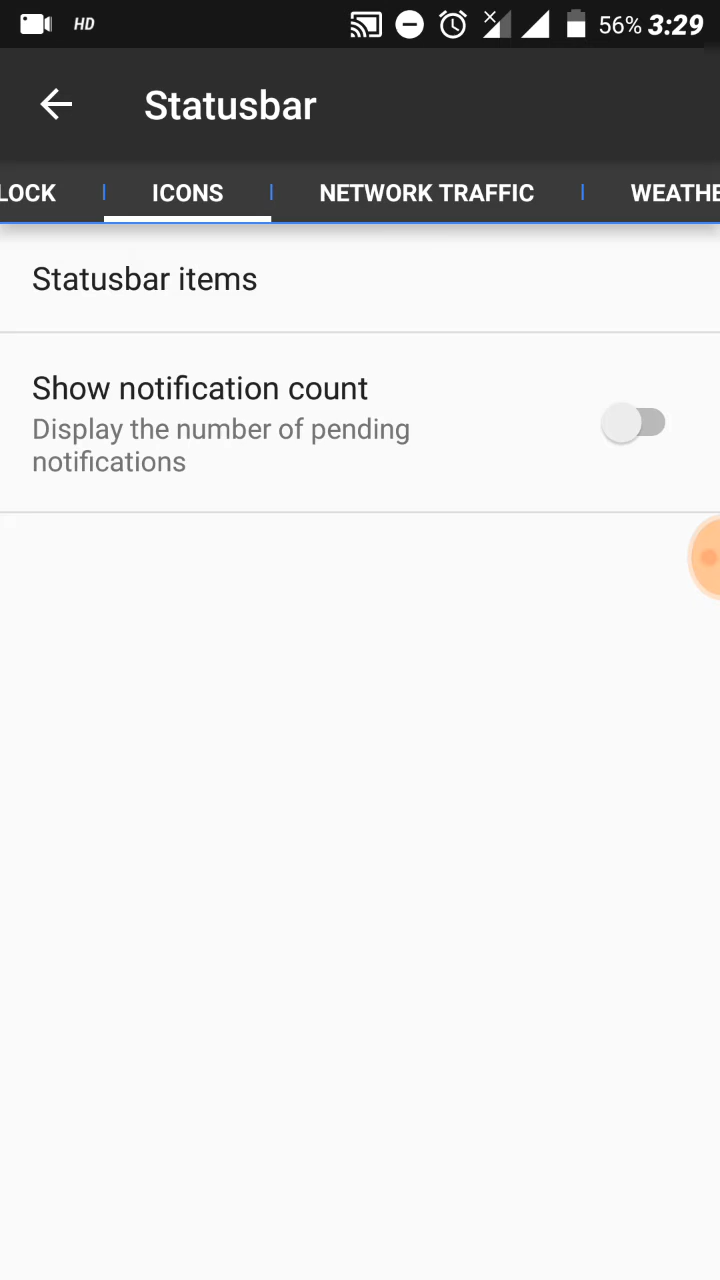 HD 56% 3:29
Statusbar
LOCK ICONS NETWORK TRAFFIC WEATHE
Statusbar items
Show notification count
Display the number of pending
notifications